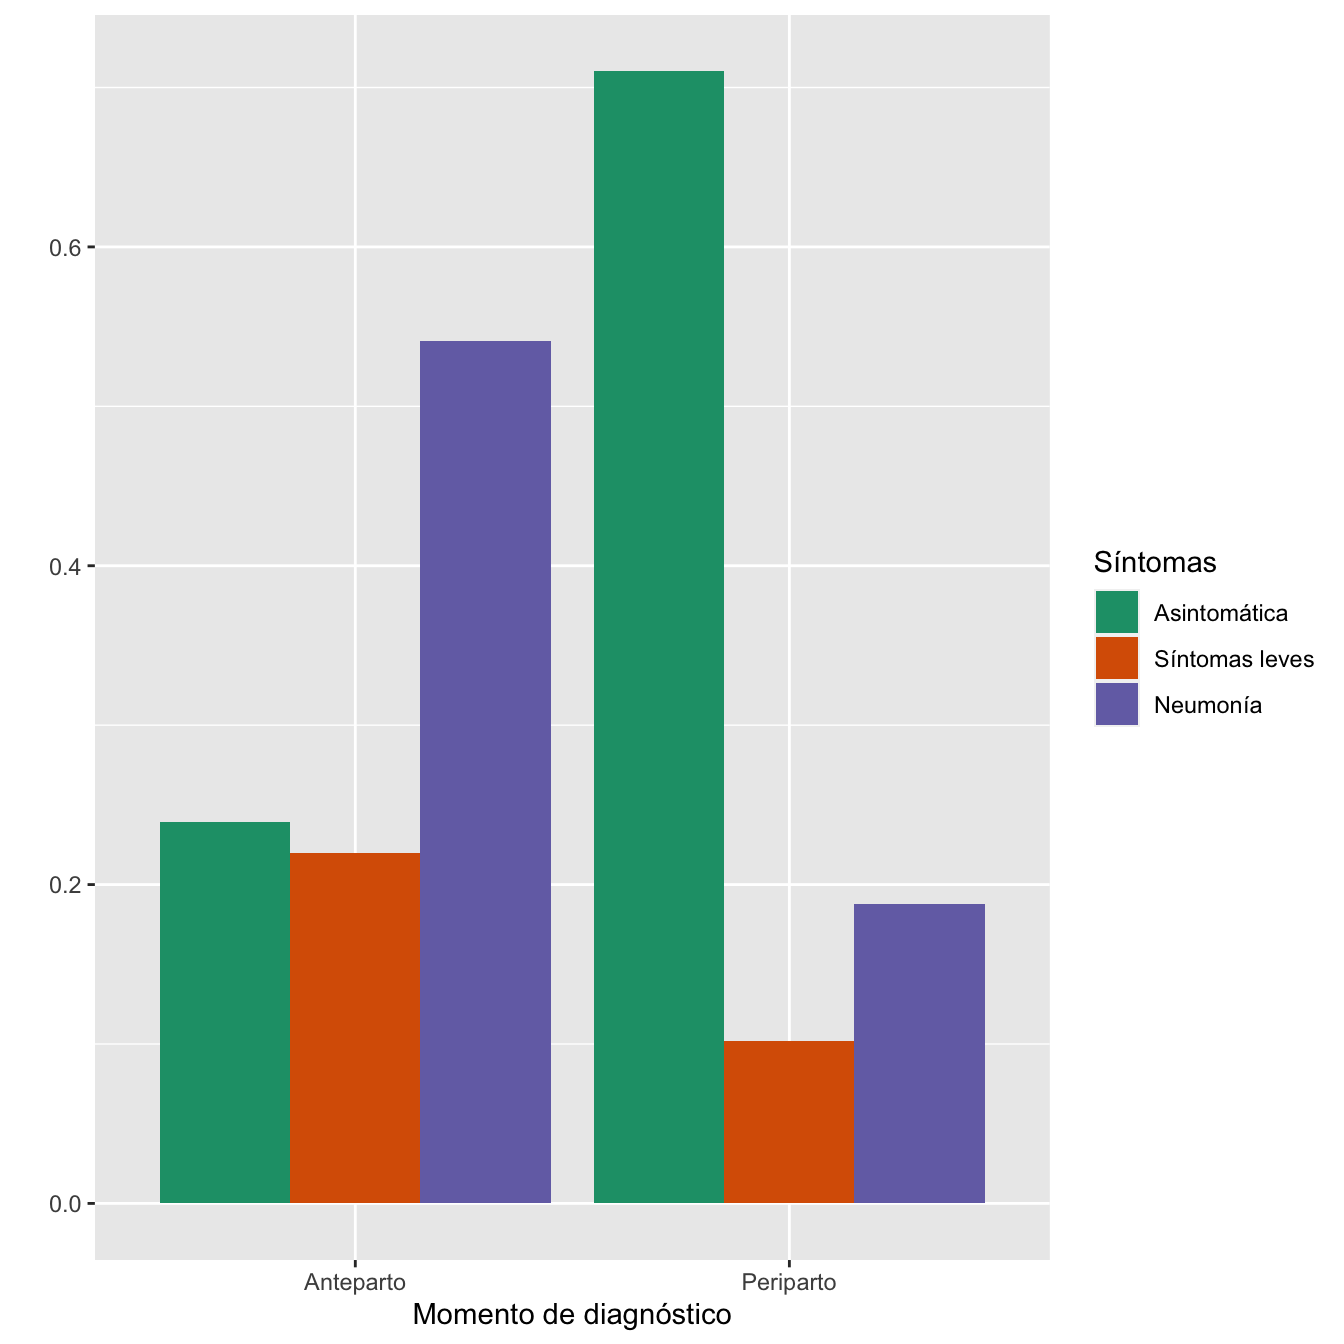 0.6
0.4
0.2
0.0
Anteparto
Periparto
Momento de diagnóstico
Síntomas
Asintomática
Síntomas leves
Neumonía